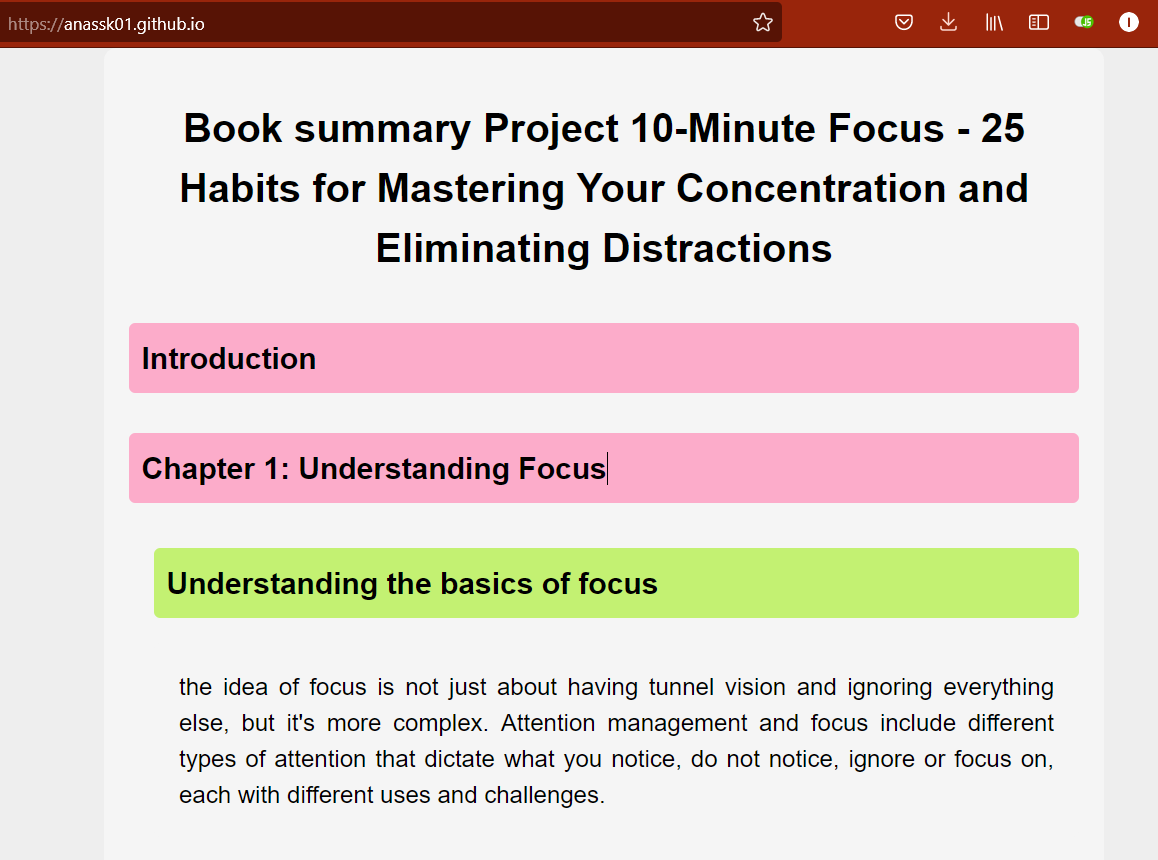 https://anassk01.github.io
JS
I
Book summary Project 10-Minute Focus - 25
Habits for Mastering Your Concentration and
Eliminating Distractions
Introduction
Chapter 1: Understanding Focus
Understanding the basics of focus
the idea of focus is not just about having tunnel vision and ignoring everything
else, but it's more complex. Attention management and focus include different
types of attention that dictate what you notice, do not notice, ignore or focus on,
each with different uses and challenges.